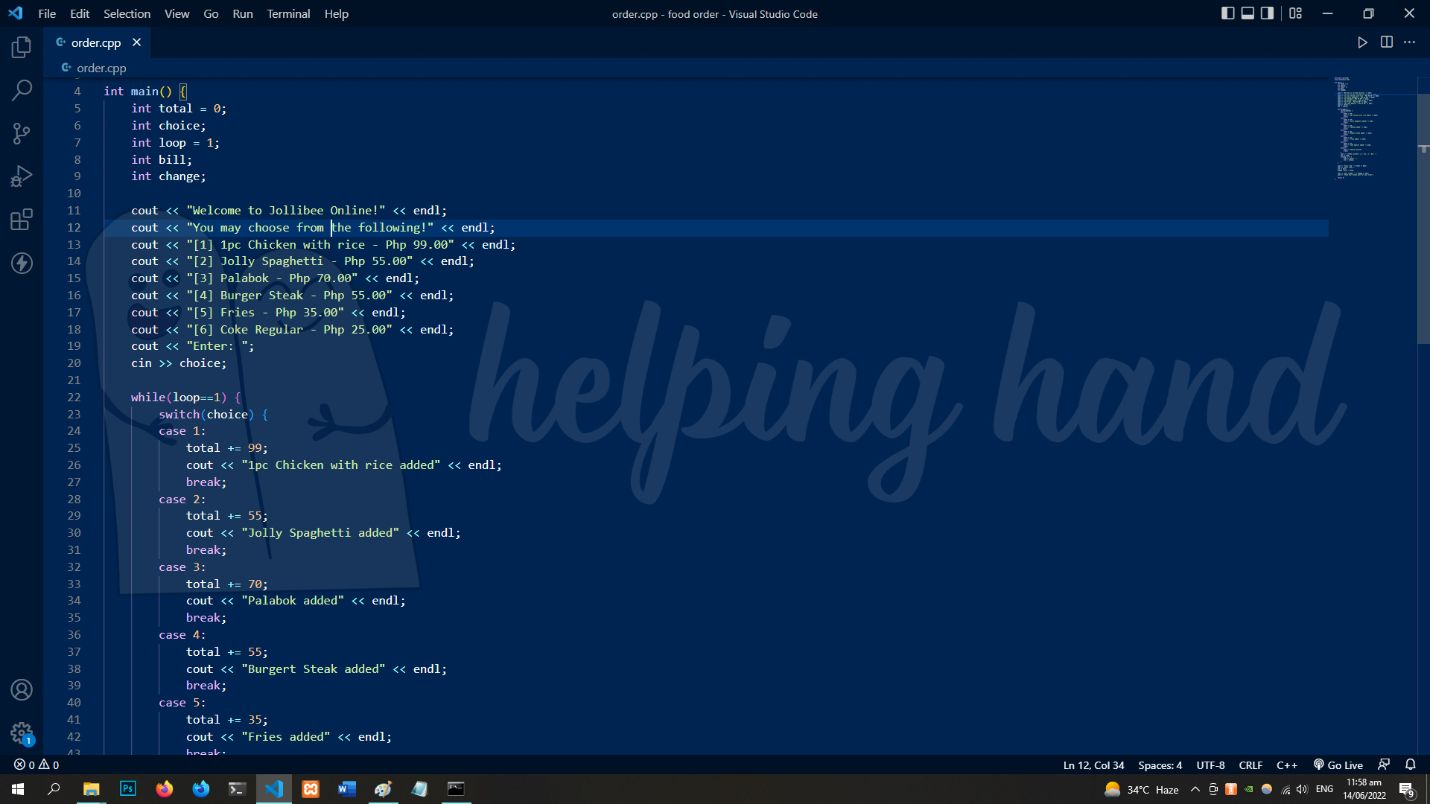 File Edit Selection View Go Run Terminal Help
order.cpp - food order - Visual Studio Code
order.cpp
order.cpp
4 int main() {
5 int total = 0;
6 int choice;
7 int loop = 1;
8 int bill;
9 int change;
10
11 cout << "Welcome to Jollibee Online!" << endl;
12 cout << "You may choose from the following!" << endl;
13 cout << "[1] 1pc Chicken with rice - Php 99.00" << endl;
14 cout << "[2] Jolly Spaghetti - Php 55.00" << endl;
15 cout << "[3] Palabok - Php 70.00" << endl;
16 cout << "[4] Burger Steak - Php 55.00" << endl;
17 cout << "[5] Fries - Php 35.00" << endl;
18 cout << "[6] Coke Regular - Php 25.00" << endl;
19 cout << "Enter: ";
20 cin >> choice;
21
22 while(loop==1) {
23 switch(choice) {
24 case 1:
25 total += 99;
26 cout << "1pc Chicken with rice added" << endl;
27 break;
28 case 2:
29 total += 55;
30 cout << "Jolly Spaghetti added" << endl;
31 break;
32 case 3:
33 total += 70;
34 cout << "Palabok added" << endl;
35 break;
36 case 4:
37 total += 55;
38 cout << "Burgert Steak added" << endl;
39 break;
40 case 5:
41 total += 35;
42 cout << "Fries added" << endl;
43 break;
helping hand
1
0 0 Ln 12, Col 34 Spaces: 4 UTF-8 CRLF C++ Go Live
34°C Haze ENG 11:58 am
14/06/2022 9